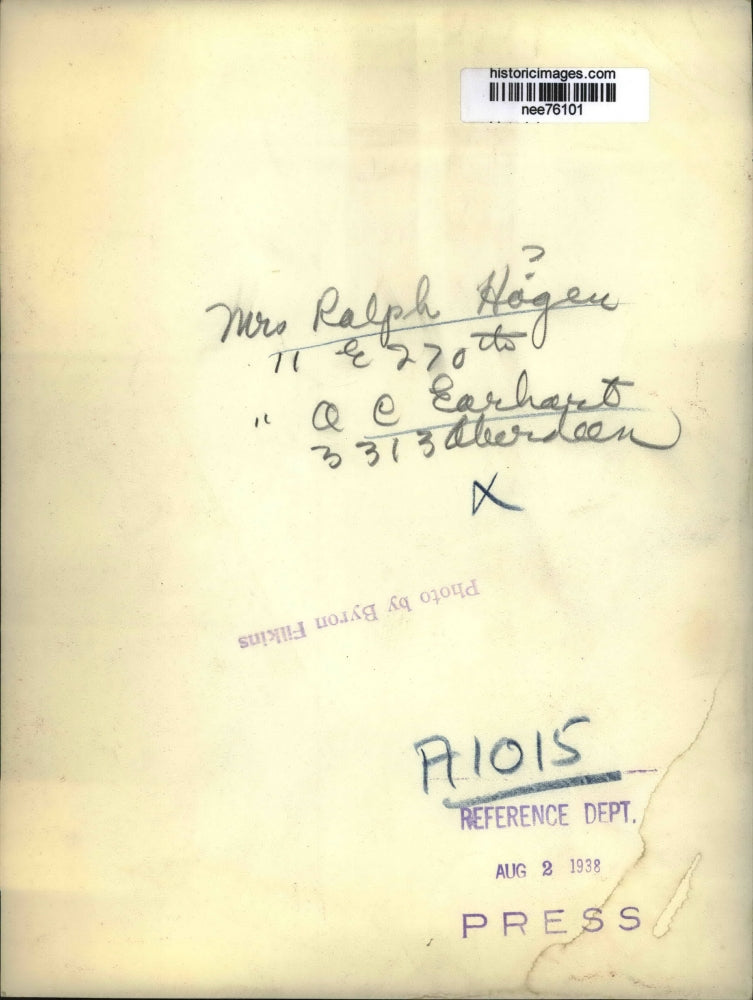 historicimages.com
nee76101
?
Mrs Ralph Hagen
11 E 270th
" A C Earhart
3313 Aberdeen
X
Photo by Byron Filkins
A1015
REFERENCE DEPT.
AUG 2 1938
PRESS